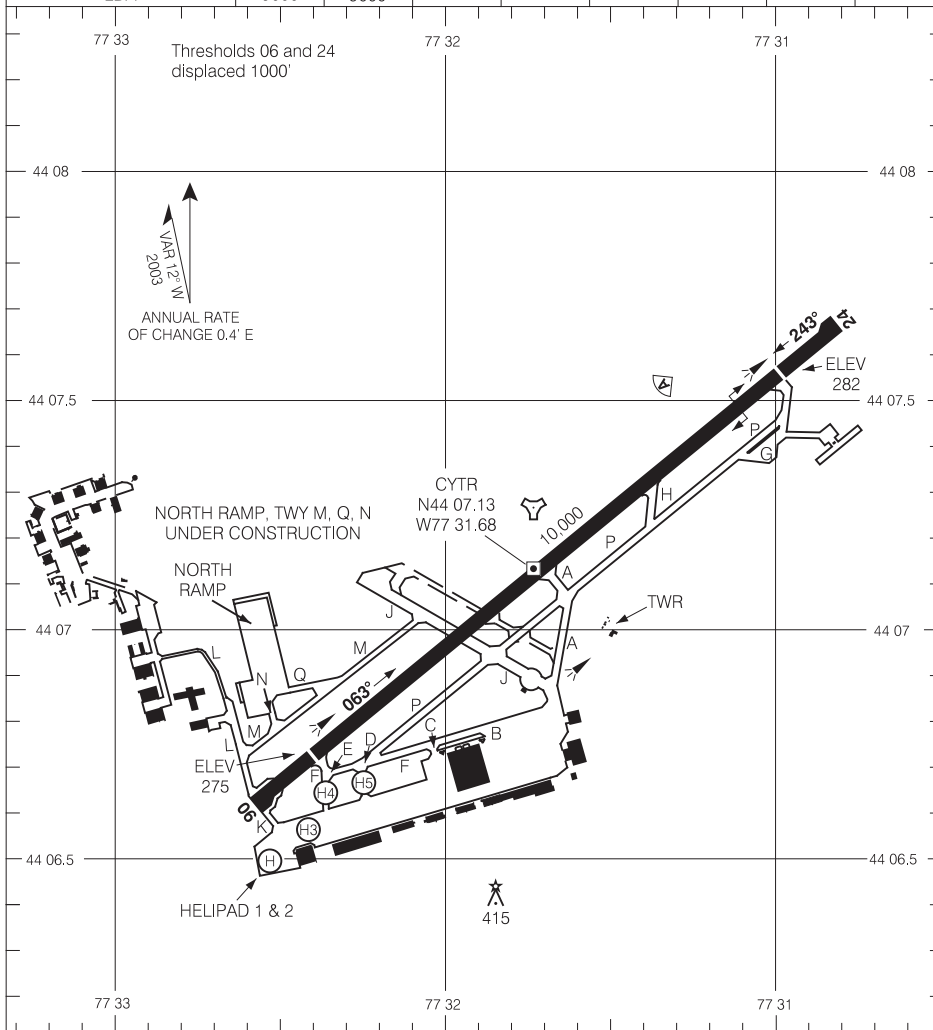 77 33
77 32
77 31
Thresholds 06 and 24
displaced 1000'
44 08
44 08
VAR 12° W
2003
ANNUAL RATE
OF CHANGE 0.4' E
24
243°
ELEV
282
A
44 07.5
44 07.5
P
G
CYTR
N44 07.13
W77 31.68
H
NORTH RAMP, TWY M, Q, N
UNDER CONSTRUCTION
10,000
P
NORTH
RAMP
A
TWR
J
44 07
44 07
A
M
L
Q
N
J
063°
P
M
C
B
D
L
E
ELEV
275
F
F
H4
H5
06
K
H3
44 06.5
44 06.5
H
HELIPAD 1 & 2
415
77 33
77 32
77 31